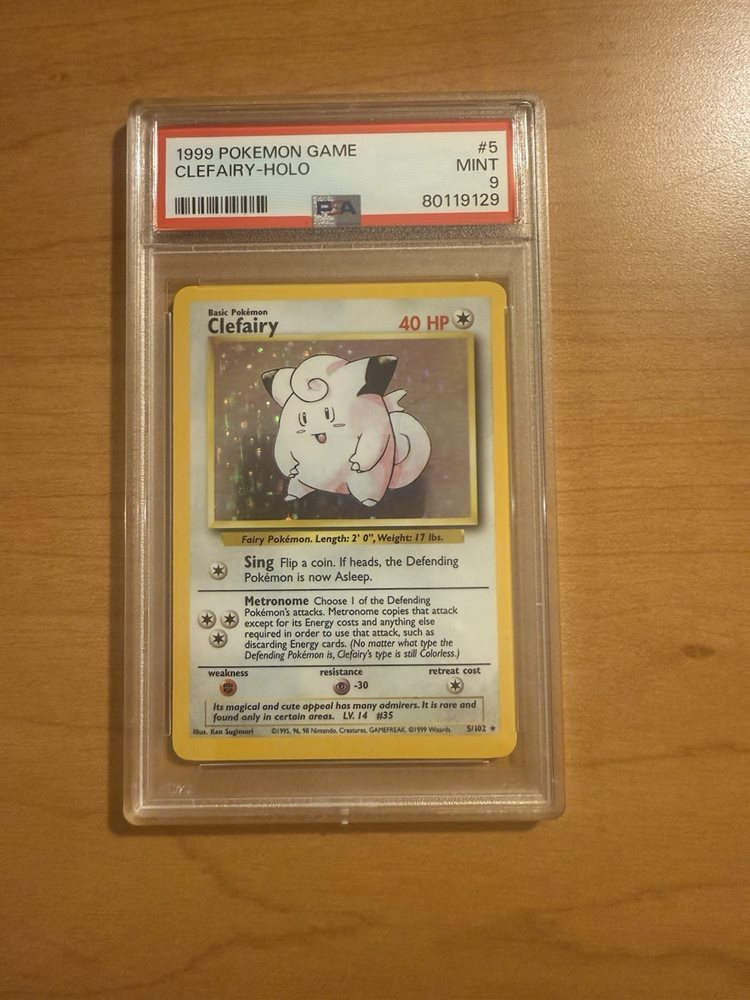 1999 POKEMON GAME #5
CLEFAIRY-HOLO MINT
9
PSA 80119129
Basic Pokémon
Clefairy 40 HP
Fairy Pokémon. Length: 2' 0", Weight: 17 lbs.
Sing Flip a coin. If heads, the Defending
Pokémon is now Asleep.
Metronome Choose 1 of the Defending
Pokémon's attacks. Metronome copies that attack
except for its Energy costs and anything else
required in order to use that attack, such as
discarding Energy cards. (No matter what type the
Defending Pokémon is, Clefairy's type is still Colorless.)
weakness resistance retreat cost
-30
Its magical and cute appeal has many admirers. It is rare and
found only in certain areas. LV. 14 #35
Illus. Ken Sugimori ©1995, 96, 98 Nintendo, Creatures, GAMEFREAK. ©1999 Wizards. 5/102 ★